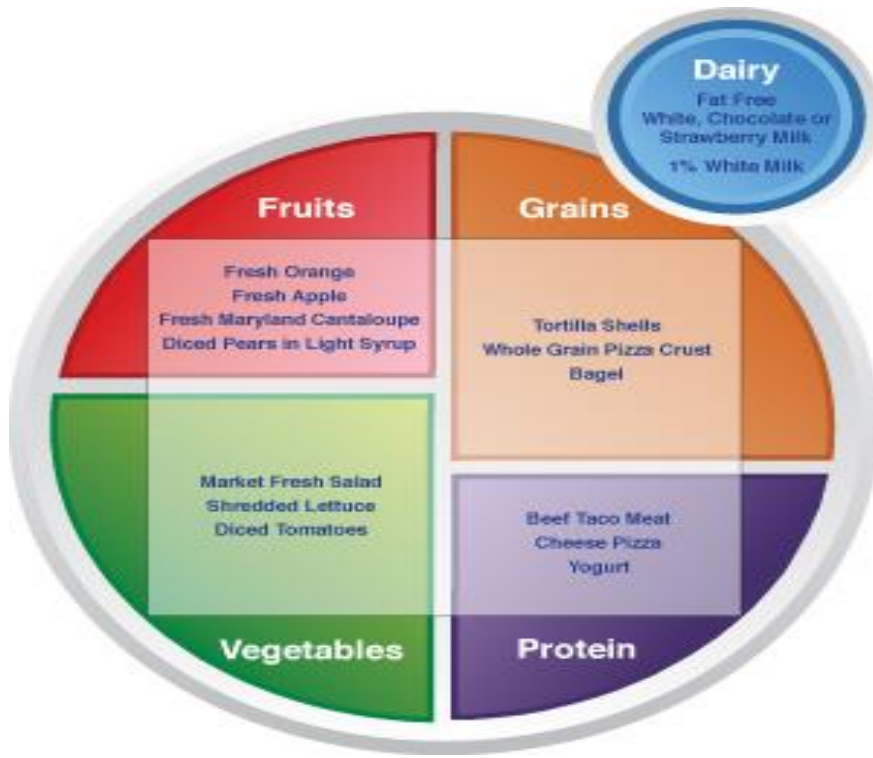 Dairy
Fat Free
White, Chocolate or
Strawberry Milk
1% White Milk
Fruits
Fresh Orange
Fresh Apple
Fresh Maryland Cantaloupe
Diced Pears in Light Syrup
Grains
Tortilla Shells
Whole Grain Pizza Crust
Bagel
Market Fresh Salad
Shredded Lettuce
Diced Tomatoes
Vegetables
Beef Taco Meat
Cheese Pizza
Yogurt
Protein